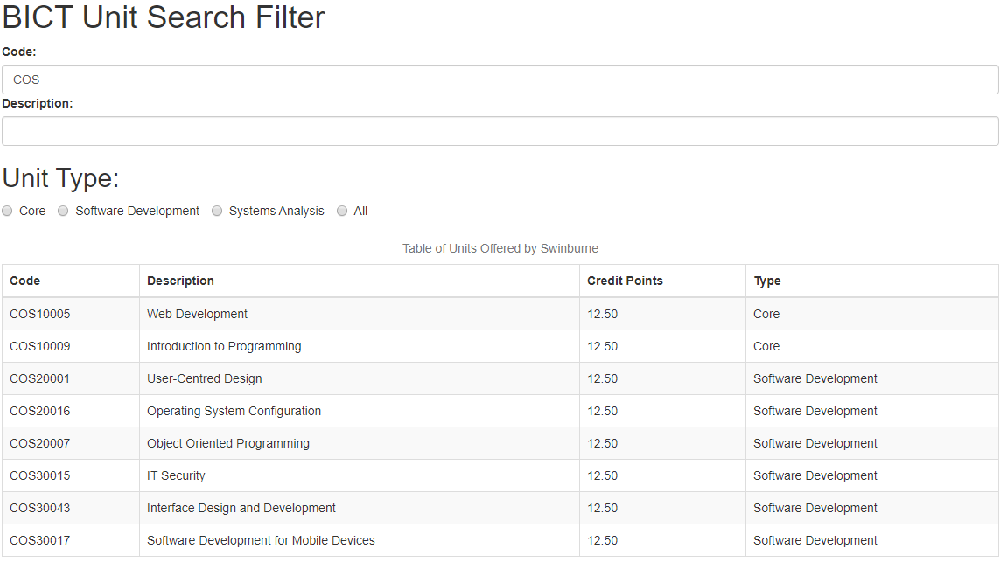 BICT Unit Search Filter
Code:
COS
Description:
Unit Type:
Core Software Development Systems Analysis All
Table of Units Offered by Swinburne
Code Description Credit Points Type
COS10005 Web Development 12.50 Core
COS10009 Introduction to Programming 12.50 Core
COS20001 User-Centred Design 12.50 Software Development
COS20016 Operating System Configuration 12.50 Software Development
COS20007 Object Oriented Programming 12.50 Software Development
COS30015 IT Security 12.50 Software Development
COS30043 Interface Design and Development 12.50 Software Development
COS30017 Software Development for Mobile Devices 12.50 Software Development